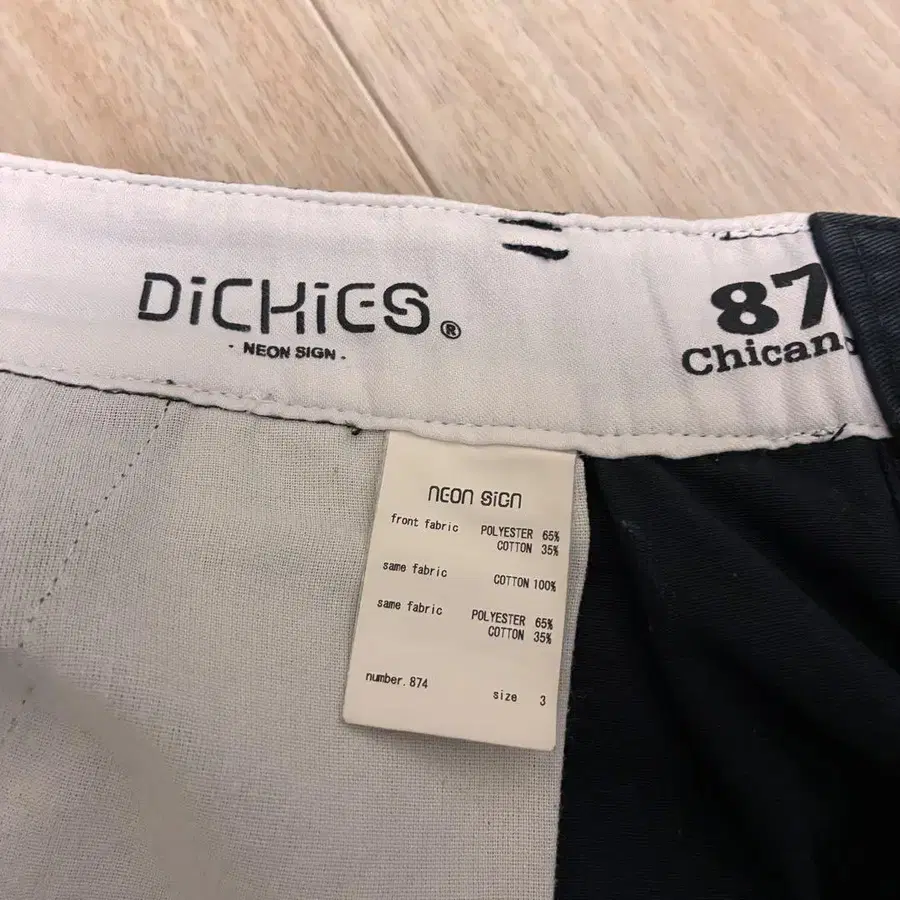 DiCKiES®
- NEON SIGN -
87
Chican
NEON SiGN
front fabric POLYESTER 65%
COTTON 35%
same fabric COTTON 100%
same fabric POLYESTER 65%
COTTON 35%
number. 874 size 3